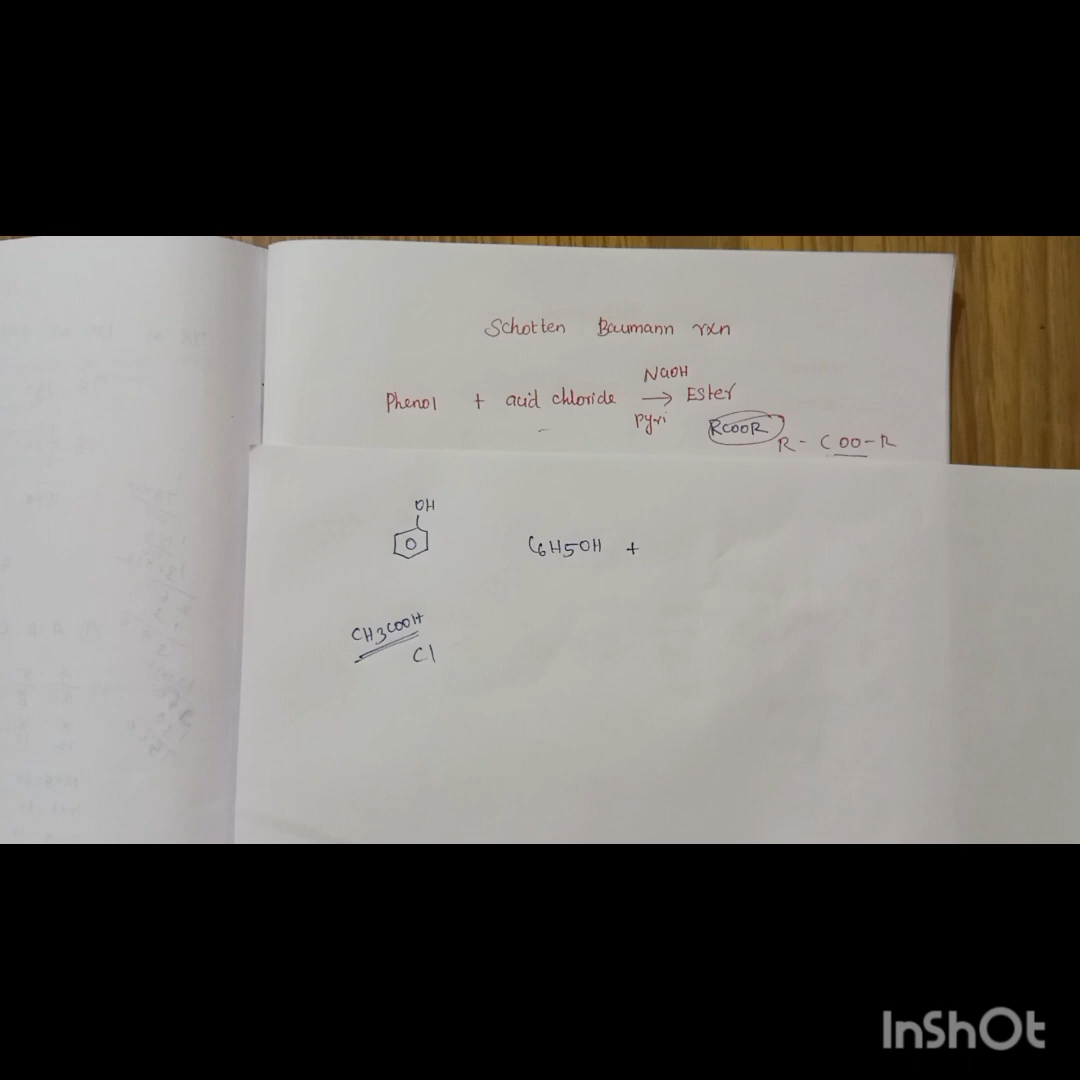 Schotten Baumann rxn
NaOH
Phenol + acid chloride → Ester
pyri
RCOOR
R - COO-R
OH
C6H5OH +
CH3COOH
Cl
InShOt